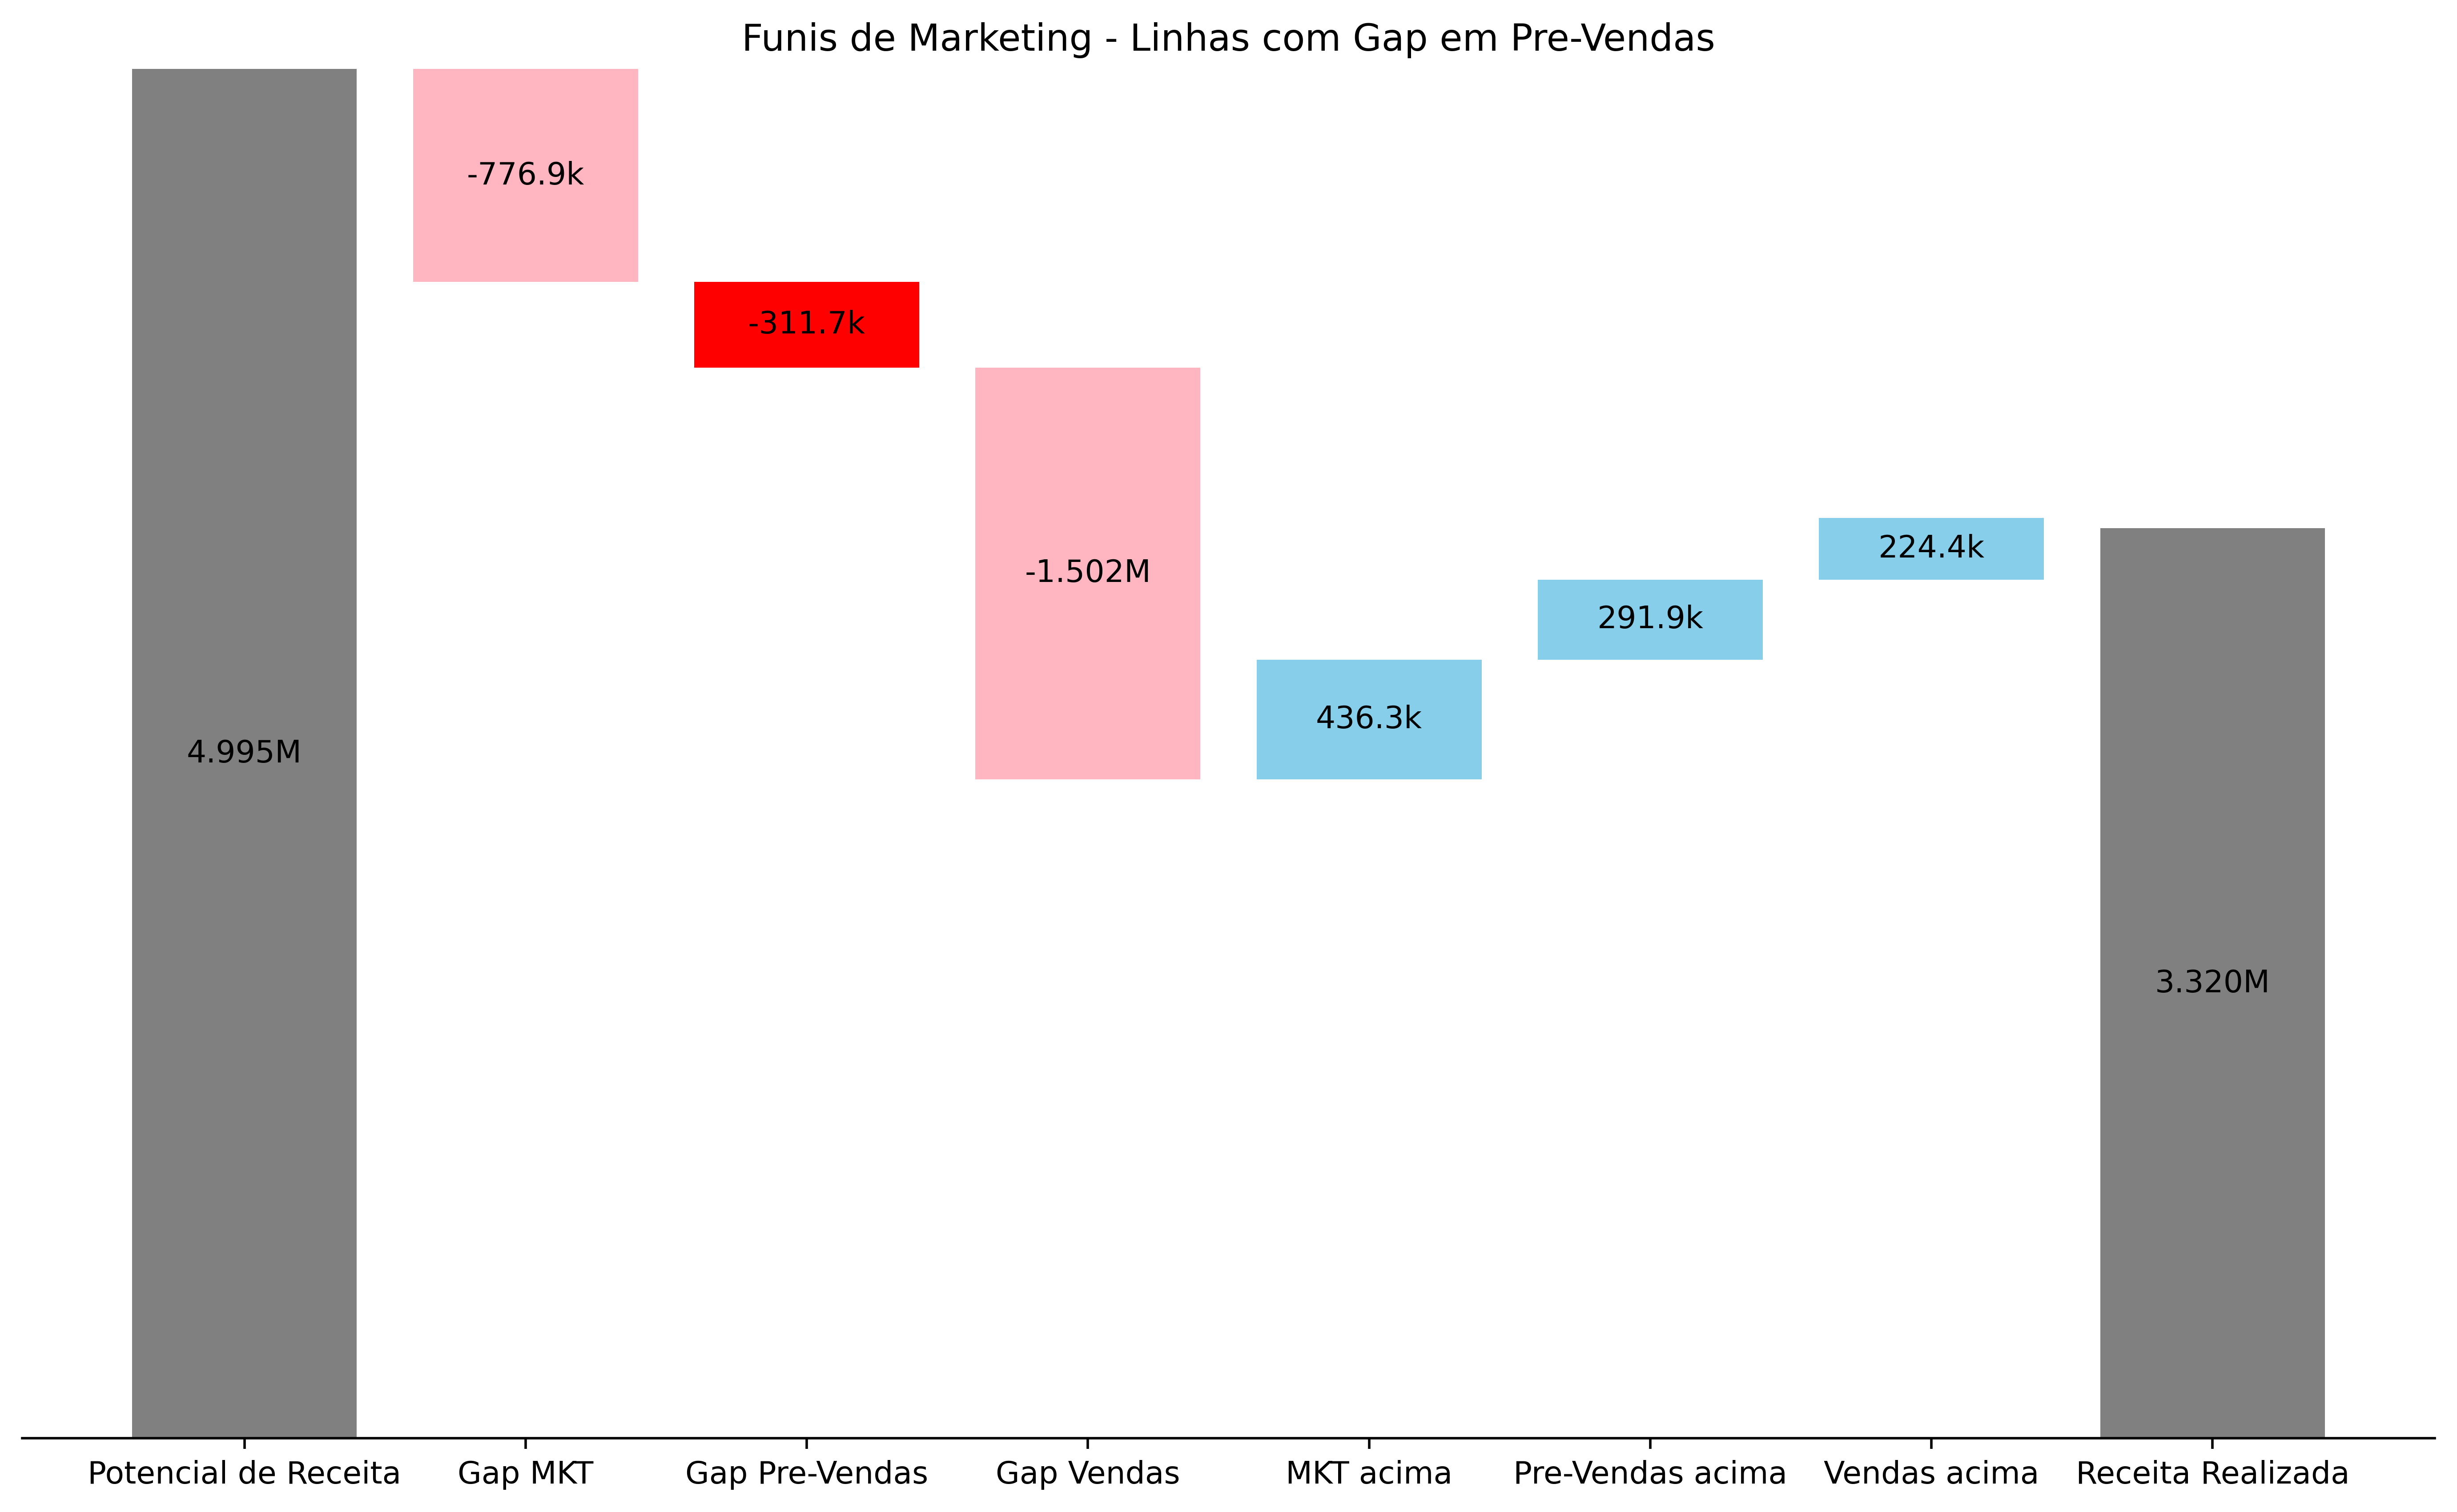 Funis de Marketing - Linhas com Gap em Pre-Vendas
-776.9k
-311.7k
-1.502M
436.3k
291.9k
224.4k
4.995M
3.320M
Potencial de Receita
Gap MKT
Gap Pre-Vendas
Gap Vendas
MKT acima
Pre-Vendas acima
Vendas acima
Receita Realizada